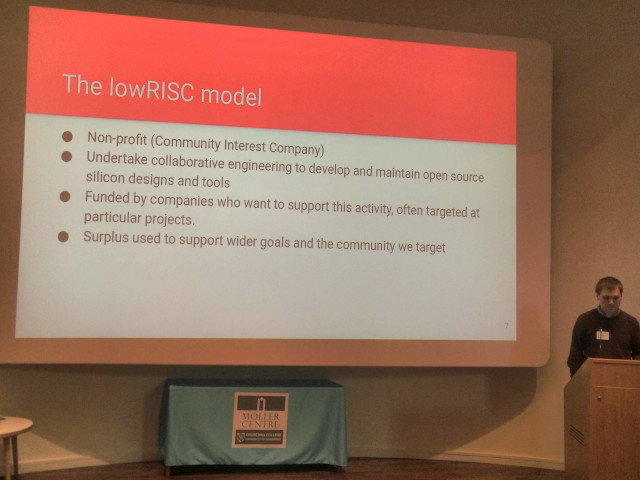 The lowRISC model
● Non-profit (Community Interest Company)
● Undertake collaborative engineering to develop and maintain open source
silicon designs and tools
● Funded by companies who want to support this activity, often targeted at
particular projects.
● Surplus used to support wider goals and the community we target
7
MØLLER
CENTRE
CHURCHILL COLLEGE